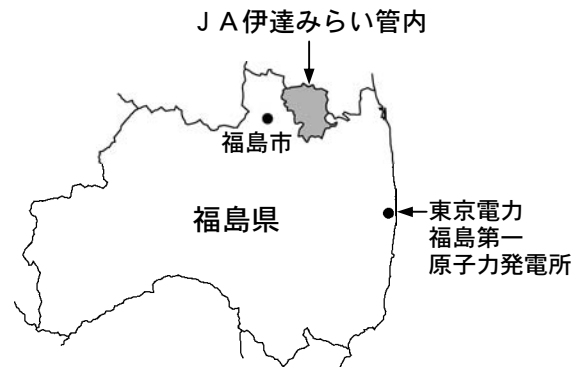 ＪＡ伊達みらい管内
福島市
福島県
東京電力
福島第一
原子力発電所